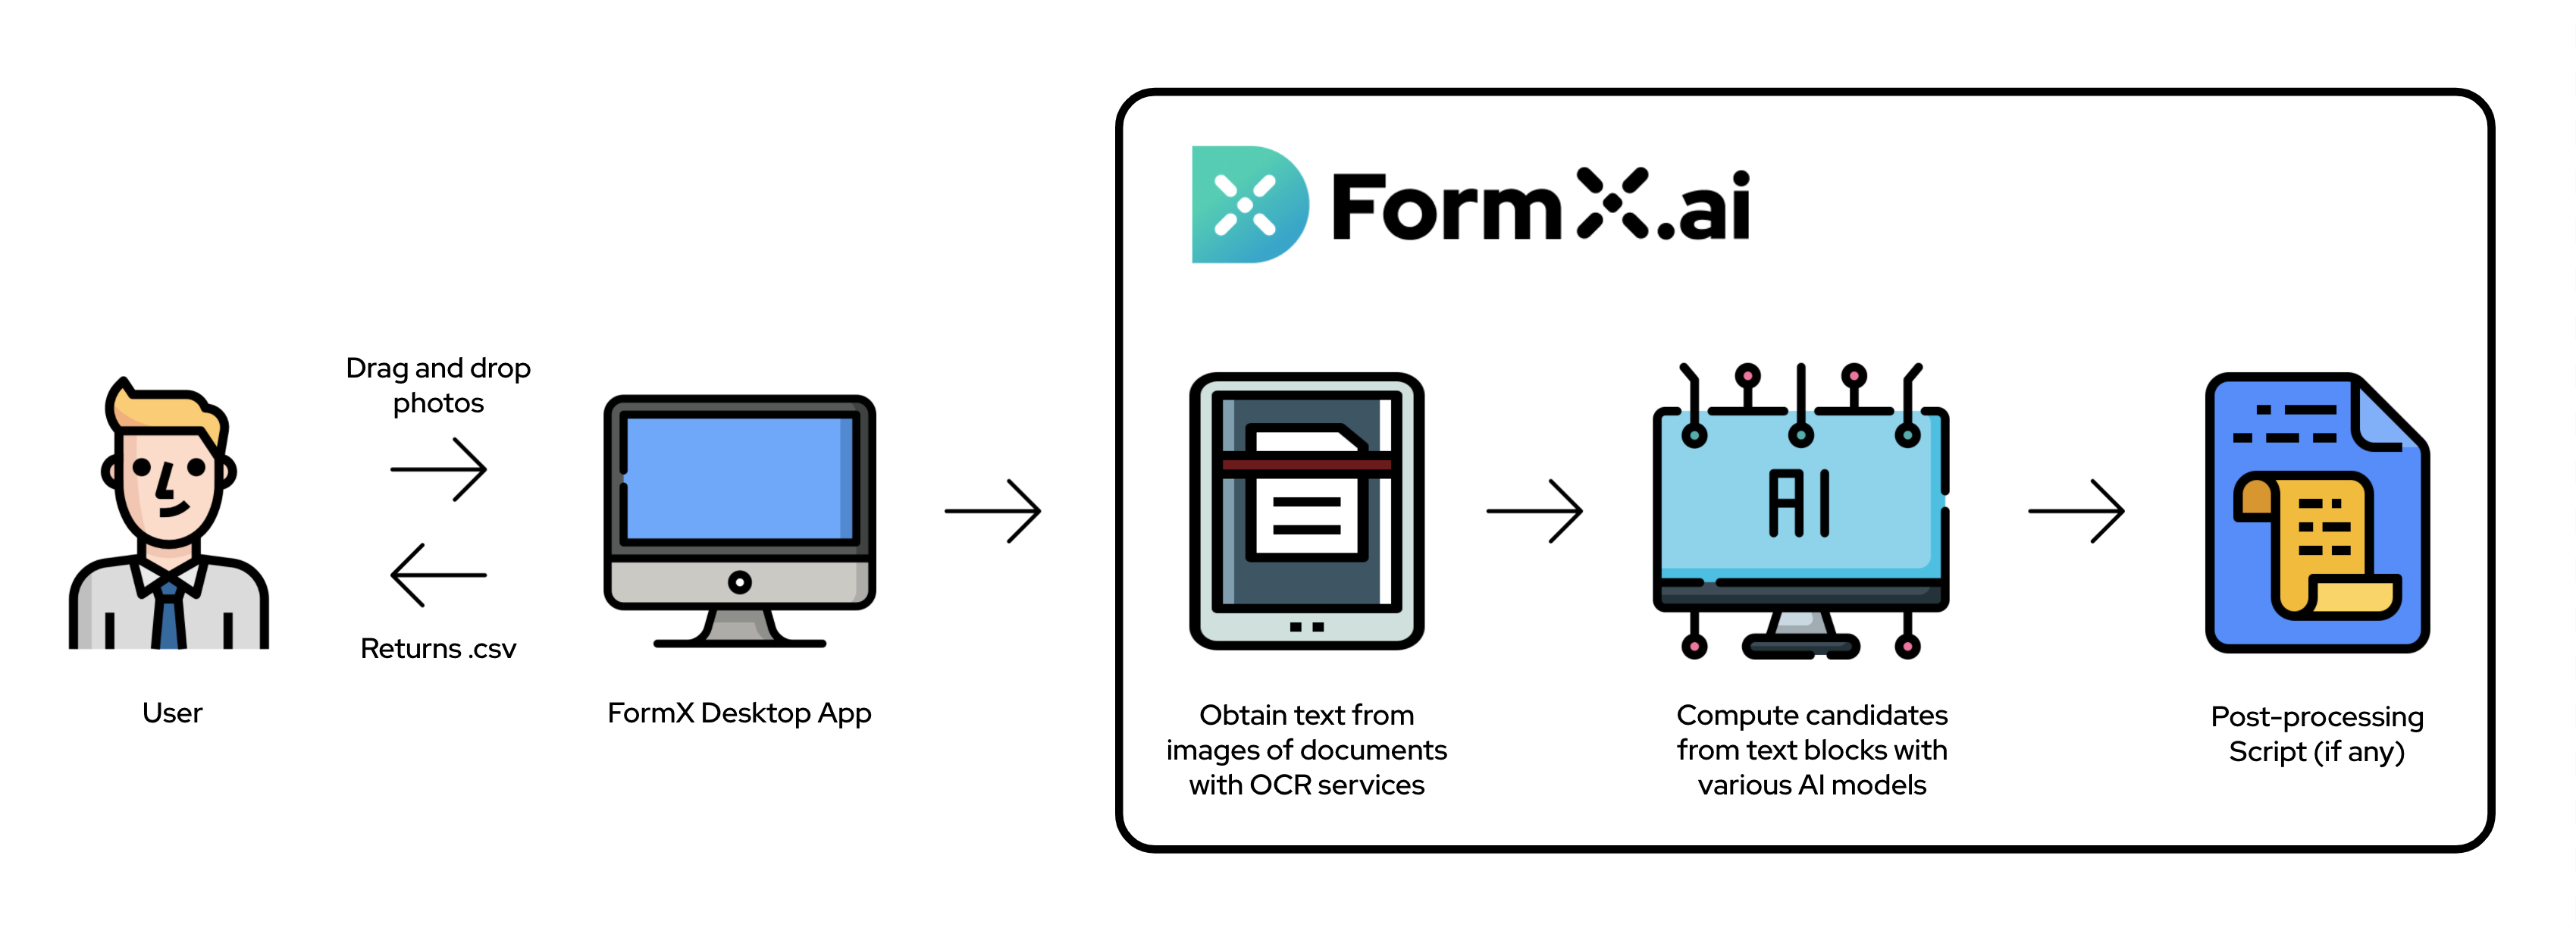 FormX.ai
Drag and drop
photos
Returns .csv
User
FormX Desktop App
AI
Obtain text from
images of documents
with OCR services
Compute candidates
from text blocks with
various AI models
Post-processing
Script (if any)